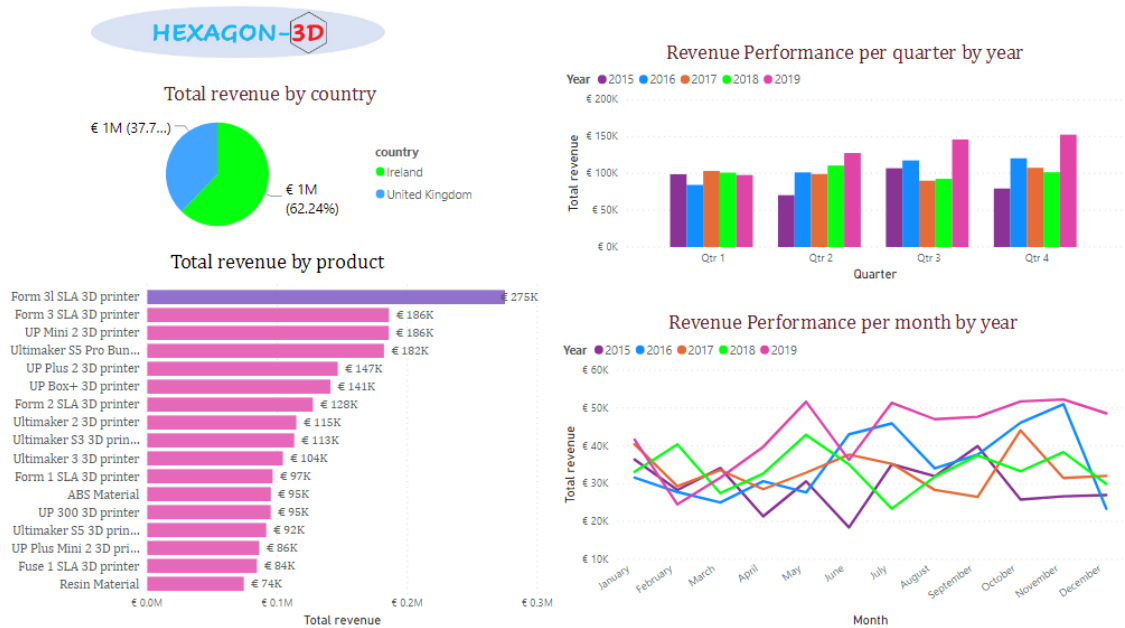 HEXAGON-3D
Total revenue by country
€ 1M (37.7...)
€ 1M
(62.24%)
country
Ireland
United Kingdom
Total revenue by product
Form 3l SLA 3D printer € 275K
Form 3 SLA 3D printer € 186K
UP Mini 2 3D printer € 186K
Ultimaker S5 Pro Bun... € 182K
UP Plus 2 3D printer € 147K
UP Box+ 3D printer € 141K
Form 2 SLA 3D printer € 128K
Ultimaker 2 3D printer € 115K
Ultimaker S3 3D prin... € 113K
Ultimaker 3 3D printer € 104K
Form 1 SLA 3D printer € 97K
ABS Material € 95K
UP 300 3D printer € 95K
Ultimaker S5 3D prin... € 92K
UP Plus Mini 2 3D pri... € 86K
Fuse 1 SLA 3D printer € 84K
Resin Material € 74K
€ 0.0M € 0.1M € 0.2M € 0.3M
Total revenue
Revenue Performance per quarter by year
Year 2015 2016 2017 2018 2019
€ 200K
€ 150K
€ 100K
€ 50K
€ 0K
Total revenue
Qtr 1 Qtr 2 Qtr 3 Qtr 4
Quarter
Revenue Performance per month by year
Year 2015 2016 2017 2018 2019
€ 60K
€ 50K
€ 40K
€ 30K
€ 20K
€ 10K
Total revenue
January February March April May June July August September October November December
Month